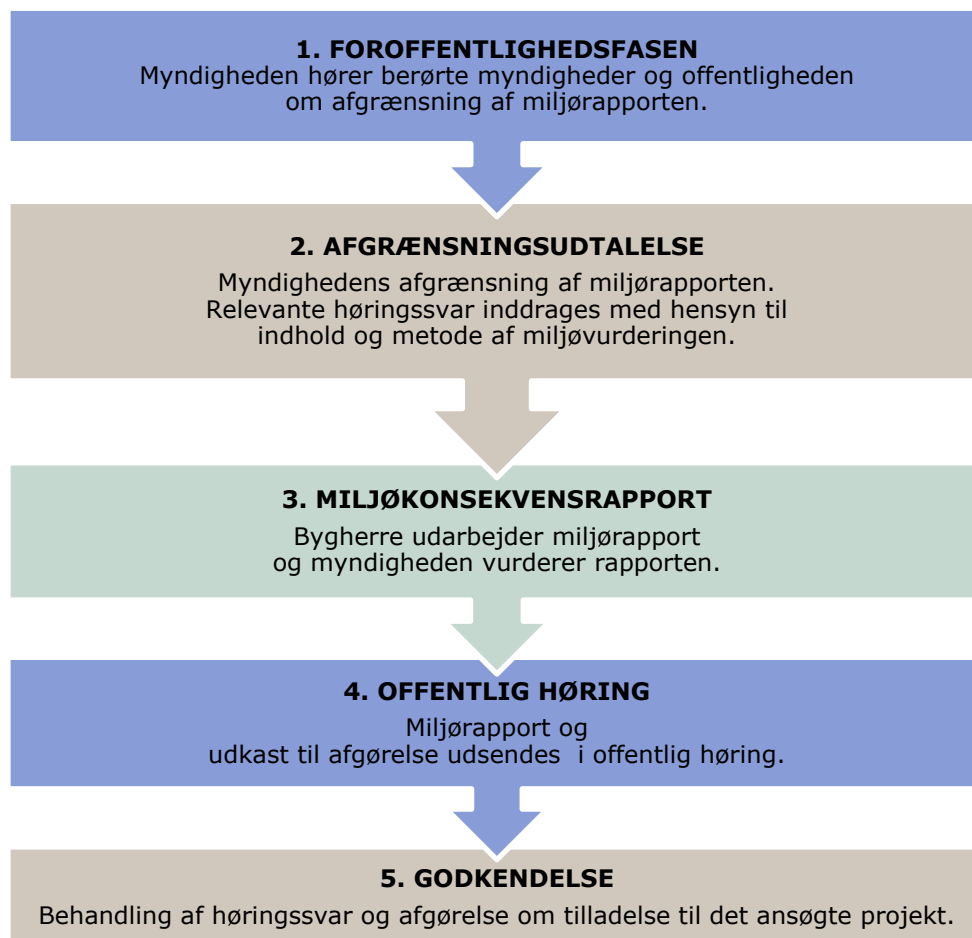 1. FOROFFENTLIGHEDSFASEN
Myndigheden hører berørte myndigheder og offentligheden
om afgrænsning af miljørapporten.
2. AFGRÆNSNINGSUDTALELSE
Myndighedens afgrænsning af miljørapporten.
Relevante høringssvar inddrages med hensyn til
indhold og metode af miljøvurderingen.
3. MILJØKONSEKVENSRAPPORT
Bygherre udarbejder miljørapport
og myndigheden vurderer rapporten.
4. OFFENTLIG HØRING
Miljørapport og
udkast til afgørelse udsendes  i offentlig høring.
5. GODKENDELSE
Behandling af høringssvar og afgørelse om tilladelse til det ansøgte projekt.